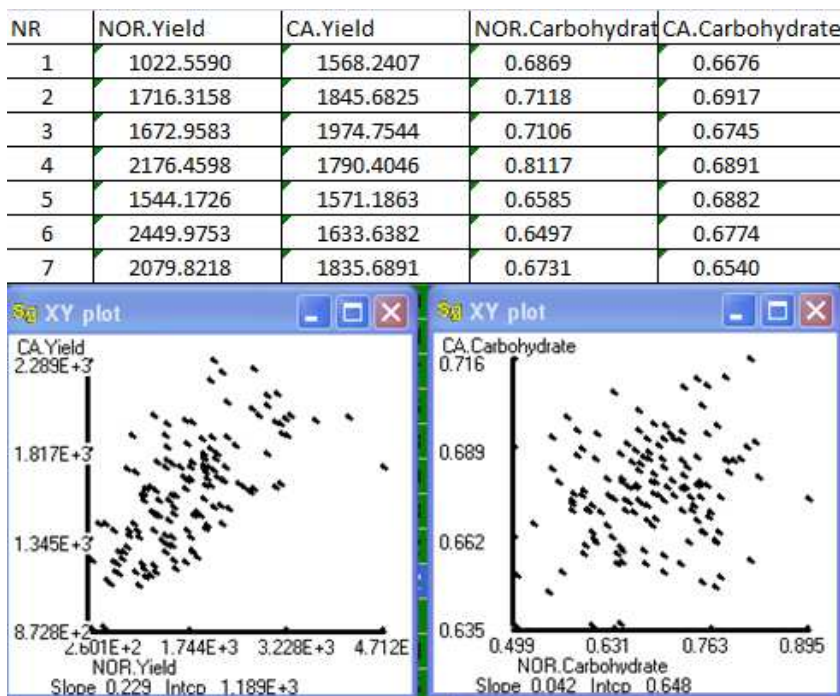 NR NOR.Yield CA.Yield NOR.Carbohydrat CA.Carbohydrate
1 1022.5590 1568.2407 0.6869 0.6676
2 1716.3158 1845.6825 0.7118 0.6917
3 1672.9583 1974.7544 0.7106 0.6745
4 2176.4598 1790.4046 0.8117 0.6891
5 1544.1726 1571.1863 0.6585 0.6882
6 2449.9753 1633.6382 0.6497 0.6774
7 2079.8218 1835.6891 0.6731 0.6540
XY plot
CA.Yield
2.289E+3
1.817E+3
1.345E+3
8.728E+2
2.601E+2 1.744E+3 3.228E+3 4.712E
NOR.Yield
Slope 0.229 Intcp 1.189E+3
XY plot
CA.Carbohydrate
0.716
0.689
0.662
0.635
0.499 0.631 0.763 0.895
NOR.Carbohydrate
Slope 0.042 Intcp 0.648